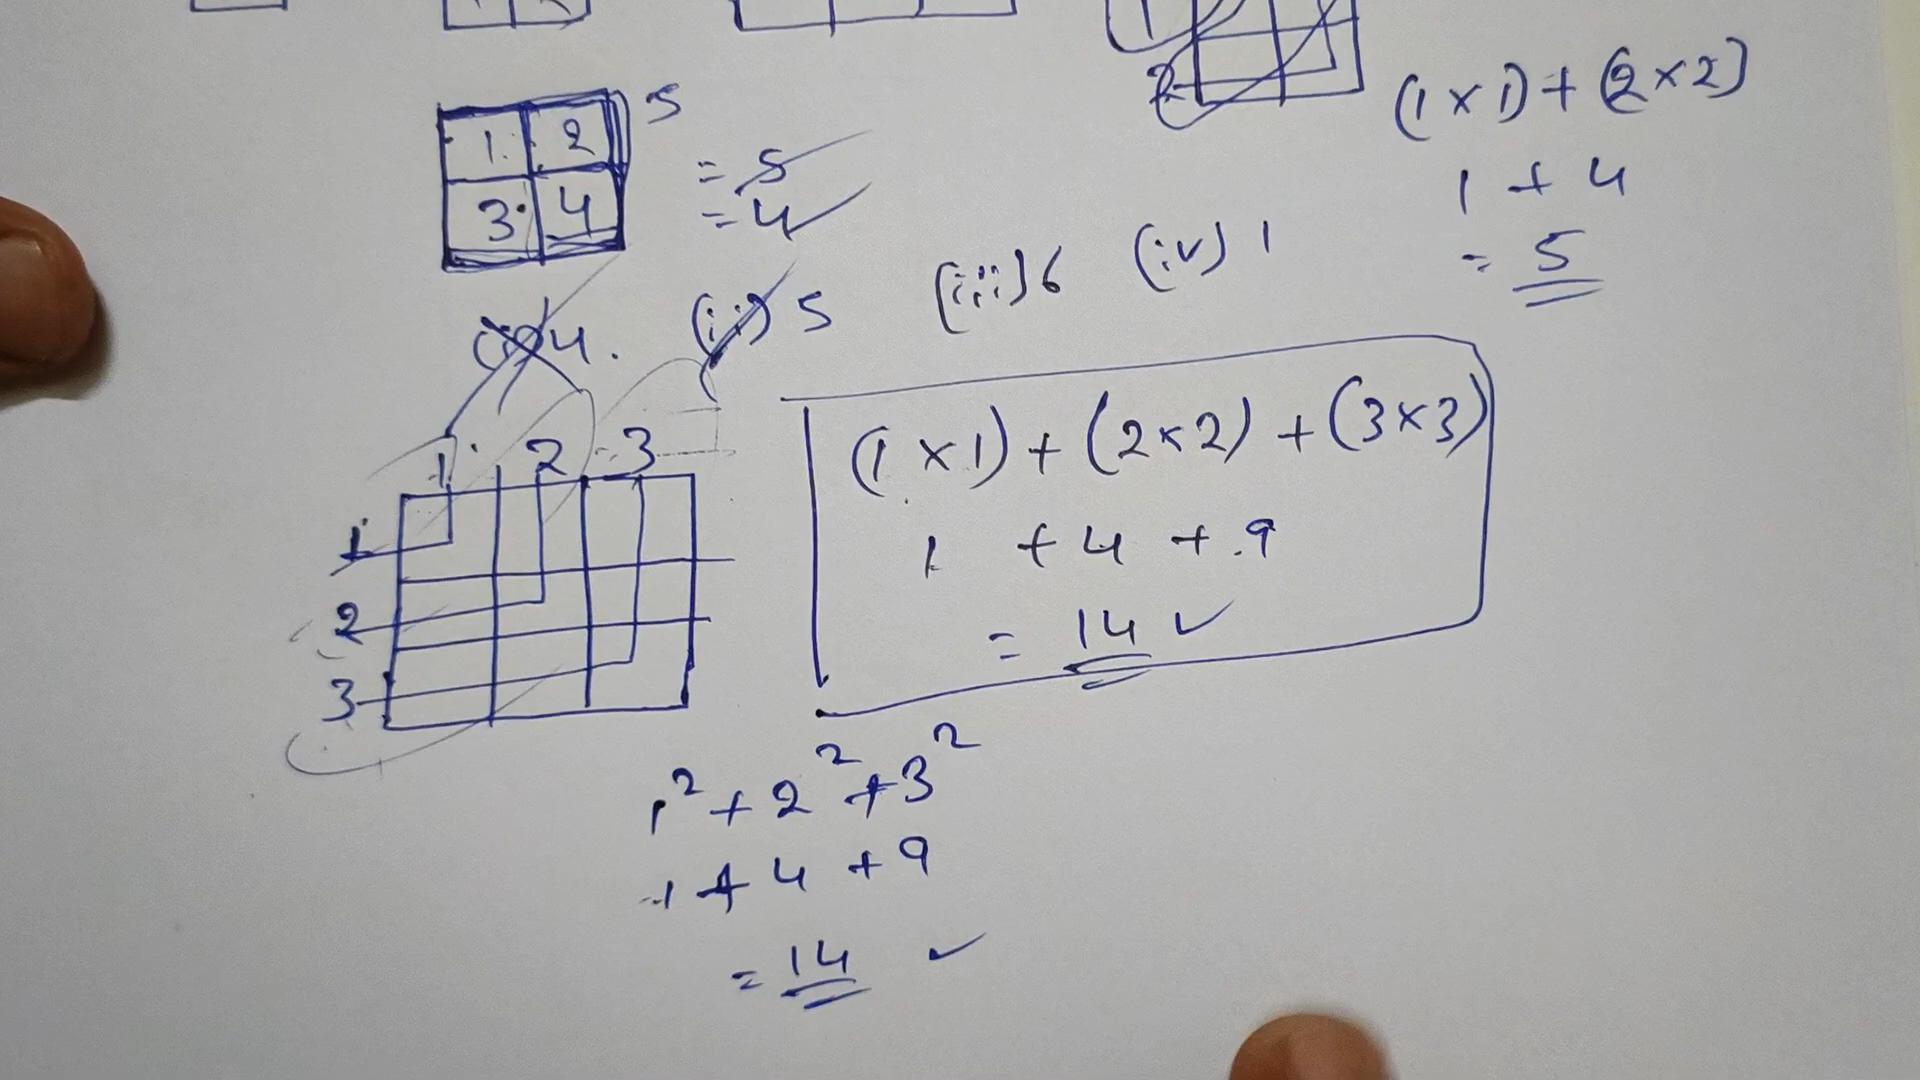 1
2
(1 x 1) + (2 x 2)
1 + 4
= 5
1. 2 5
3 4
= 5
= 4
(i) 4. (ii) 5 (iii) 6 (iv) 1
1 2 3
1
2
3
(1 x 1) + (2 x 2) + (3 x 3)
1 + 4 + 9
= 14 ✓
1² + 2² + 3²
1 + 4 + 9
= 14 ✓